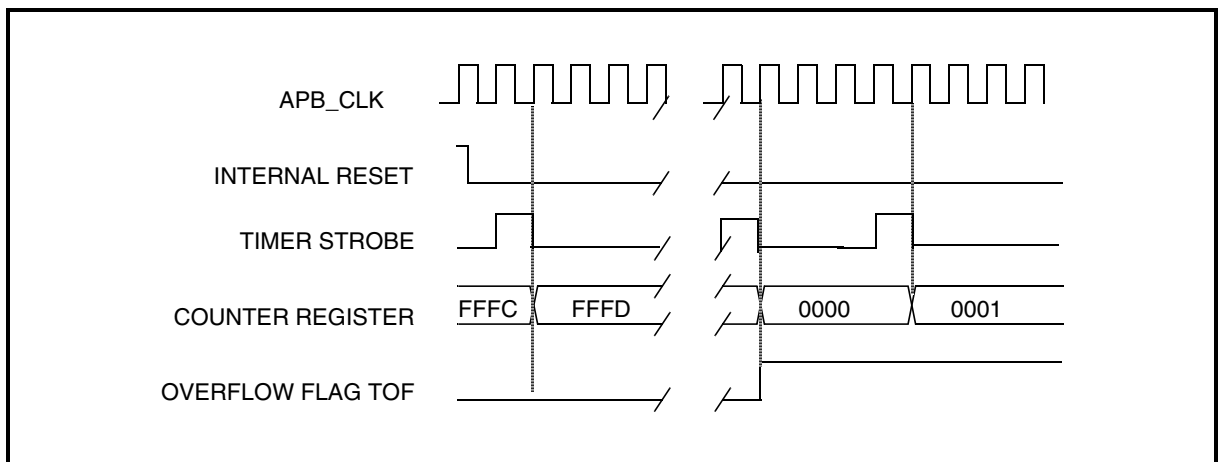 APB_CLK
INTERNAL RESET
TIMER STROBE
COUNTER REGISTER FFFC FFFD 0000 0001
OVERFLOW FLAG TOF